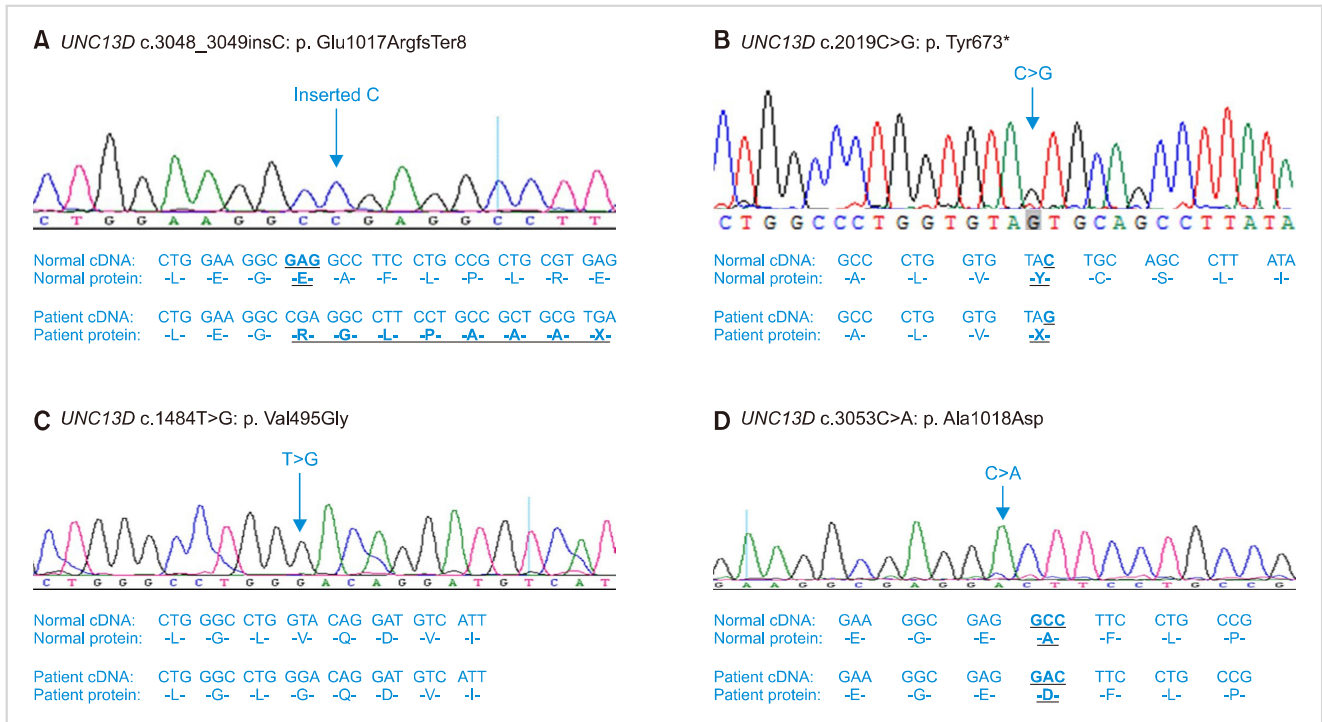 A UNC13D c.3048_3049insC: p. Glu1017ArgfsTer8
Inserted C
C T G G A A G G C C G A G G C C T T
Normal cDNA: CTG GAA GGC GAG GCC TTC CTG CCG CTG CGT GAG
Normal protein: -L- -E- -G- -E- -A- -F- -L- -P- -L- -R- -E-
Patient cDNA: CTG GAA GGC CGA GGC CTT CCT GCC GCT GCG TGA
Patient protein: -L- -E- -G- -R- -G- -L- -P- -A- -A- -A- -X-
B UNC13D c.2019C>G: p. Tyr673*
C>G
C T G G C C C T G G T G T A G T G C A G C C T T A T A
Normal cDNA: GCC CTG GTG TAC TGC AGC CTT ATA
Normal protein: -A- -L- -V- -Y- -C- -S- -L- -I-
Patient cDNA: GCC CTG GTG TAG
Patient protein: -A- -L- -V- -X-
C UNC13D c.1484T>G: p. Val495Gly
T>G
C T G G G C C T G G G A C A G G A T G T C A T
Normal cDNA: CTG GGC CTG GTA CAG GAT GTC ATT
Normal protein: -L- -G- -L- -V- -Q- -D- -V- -I-
Patient cDNA: CTG GGC CTG GGA CAG GAT GTC ATT
Patient protein: -L- -G- -L- -G- -Q- -D- -V- -I-
D UNC13D c.3053C>A: p. Ala1018Asp
C>A
G A A G G C G A G G A C T T C C T G C C G
Normal cDNA: GAA GGC GAG GCC TTC CTG CCG
Normal protein: -E- -G- -E- -A- -F- -L- -P-
Patient cDNA: GAA GGC GAG GAC TTC CTG CCG
Patient protein: -E- -G- -E- -D- -F- -L- -P-